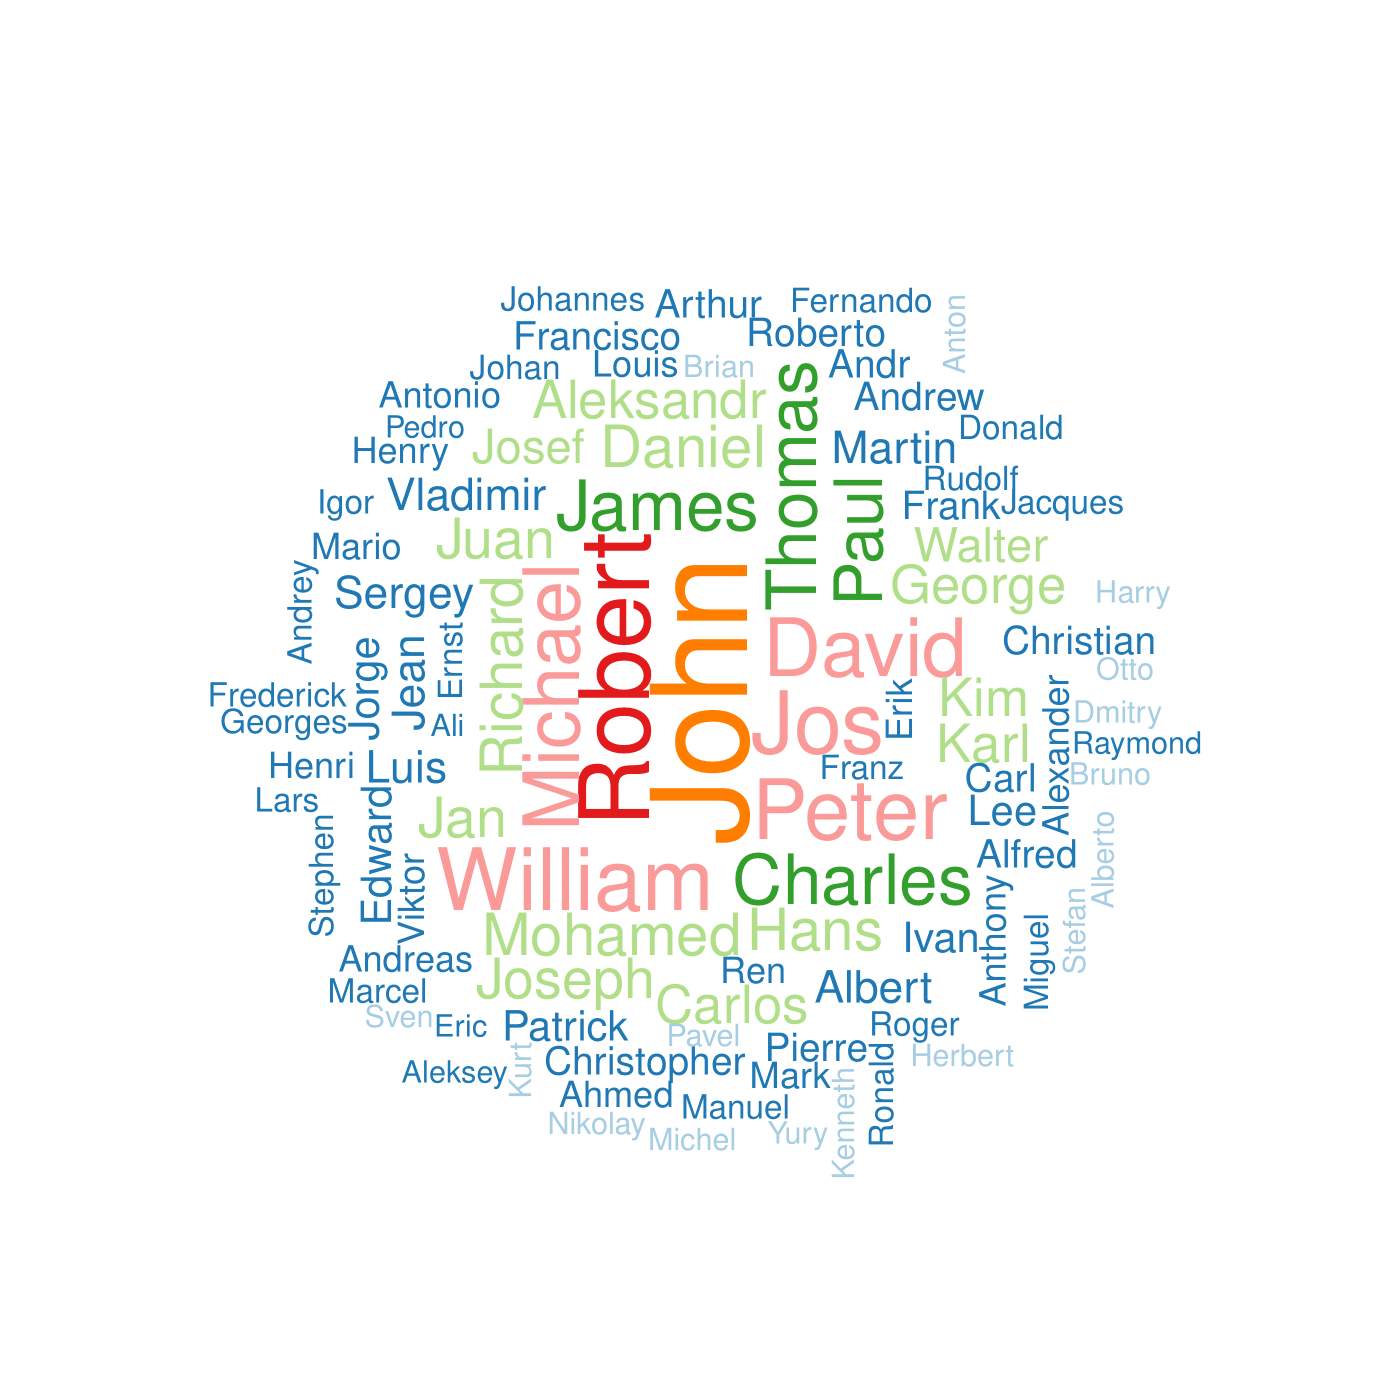 Johannes
Arthur
Fernando
Anton
Francisco
Roberto
Johan
Louis
Brian
Andr
Antonio
Aleksandr
Thomas
Andrew
Pedro
Donald
Henry
Josef
Daniel
Martin
Rudolf
Igor
Vladimir
James
Paul
Frank
Jacques
Mario
Juan
Walter
Andrey
Sergey
Richard
Michael
Robert
John
George
Harry
Jorge
Jean
Ernst
David
Christian
Otto
Frederick
Georges
Ali
Jos
Erik
Kim
Alexander
Dmitry
Karl
Raymond
Henri
Luis
Franz
Carl
Bruno
Lars
Edward
Jan
Peter
Lee
Stephen
Viktor
William
Charles
Alfred
Alberto
Mohamed
Hans
Ivan
Anthony
Miguel
Stefan
Andreas
Joseph
Ren
Albert
Marcel
Carlos
Sven
Eric
Patrick
Pavel
Roger
Aleksey
Kurt
Christopher
Pierre
Mark
Ronald
Herbert
Ahmed
Manuel
Kenneth
Nikolay
Michel
Yury